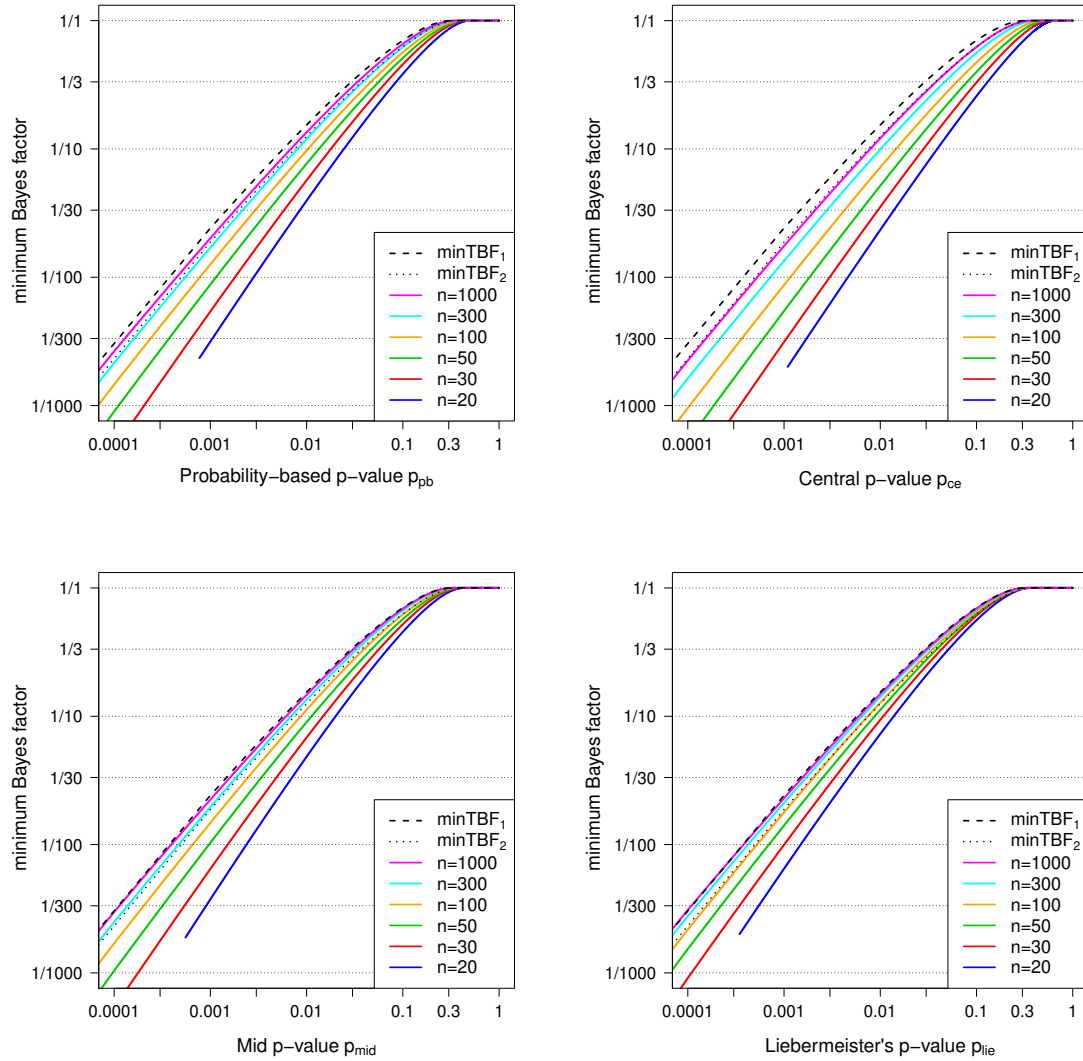 minimum Bayes factor
1/1
1/3
1/10
1/30
1/100
1/300
1/1000
minTBF₁
minTBF₂
n=1000
n=300
n=100
n=50
n=30
n=20
0.0001 0.001 0.01 0.1 0.3 1
Probability−based p−value p_pb
minimum Bayes factor
1/1
1/3
1/10
1/30
1/100
1/300
1/1000
minTBF₁
minTBF₂
n=1000
n=300
n=100
n=50
n=30
n=20
0.0001 0.001 0.01 0.1 0.3 1
Central p−value p_ce
minimum Bayes factor
1/1
1/3
1/10
1/30
1/100
1/300
1/1000
minTBF₁
minTBF₂
n=1000
n=300
n=100
n=50
n=30
n=20
0.0001 0.001 0.01 0.1 0.3 1
Mid p−value p_mid
minimum Bayes factor
1/1
1/3
1/10
1/30
1/100
1/300
1/1000
minTBF₁
minTBF₂
n=1000
n=300
n=100
n=50
n=30
n=20
0.0001 0.001 0.01 0.1 0.3 1
Liebermeister's p−value p_lie